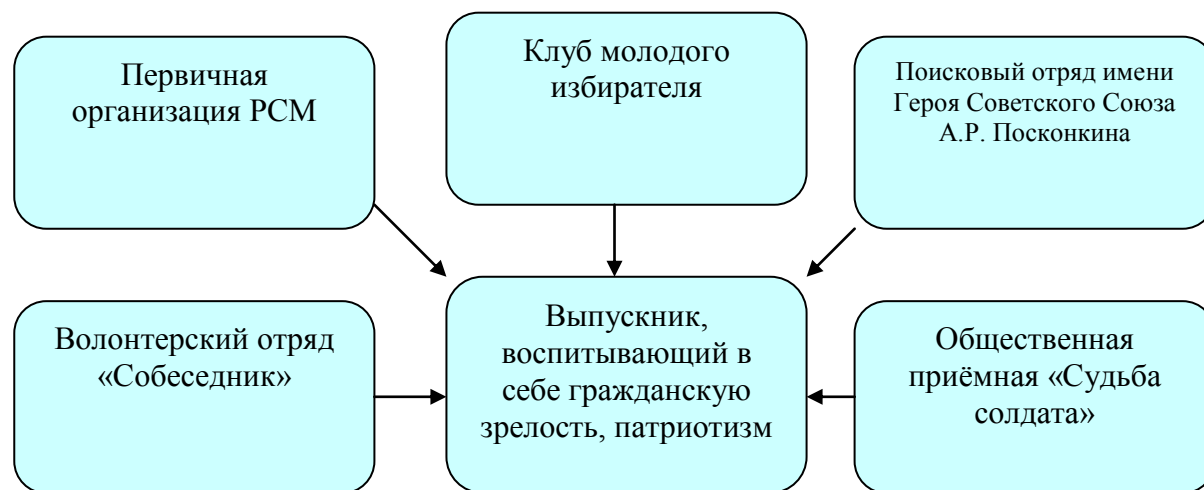 Первичная
организация РСМ
Клуб молодого
избирателя
Поисковый отряд имени
Героя Советского Союза
А.Р. Посконкина
Волонтерский отряд
«Собеседник»
Выпускник,
воспитывающий в
себе гражданскую
зрелость, патриотизм
Общественная
приёмная «Судьба
солдата»